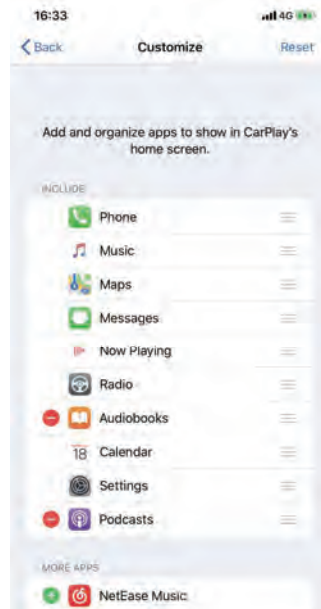 16:33
4G
Back
Customize
Reset
Add and organize apps to show in CarPlay's
home screen.
INCLUDE
Phone
Music
Maps
Messages
Now Playing
Radio
Audiobooks
18
Calendar
Settings
Podcasts
MORE APPS
NetEase Music